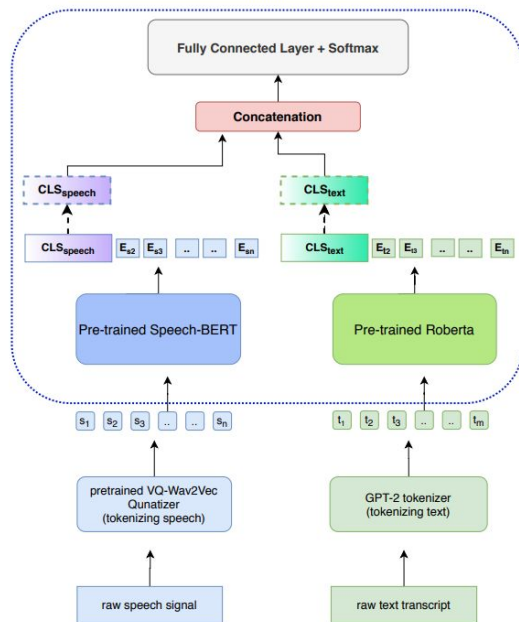 Fully Connected Layer + Softmax
Concatenation
CLSspeech
CLStext
CLSspeech Es2 Es3 .. .. Esn
CLStext Et2 Et3 .. .. Etn
Pre-trained Speech-BERT
Pre-trained Roberta
s1 s2 s3 .. .. sn
t1 t2 t3 .. .. tm
pretrained VQ-Wav2Vec
Qunatizer
(tokenizing speech)
GPT-2 tokenizer
(tokenizing text)
raw speech signal
raw text transcript